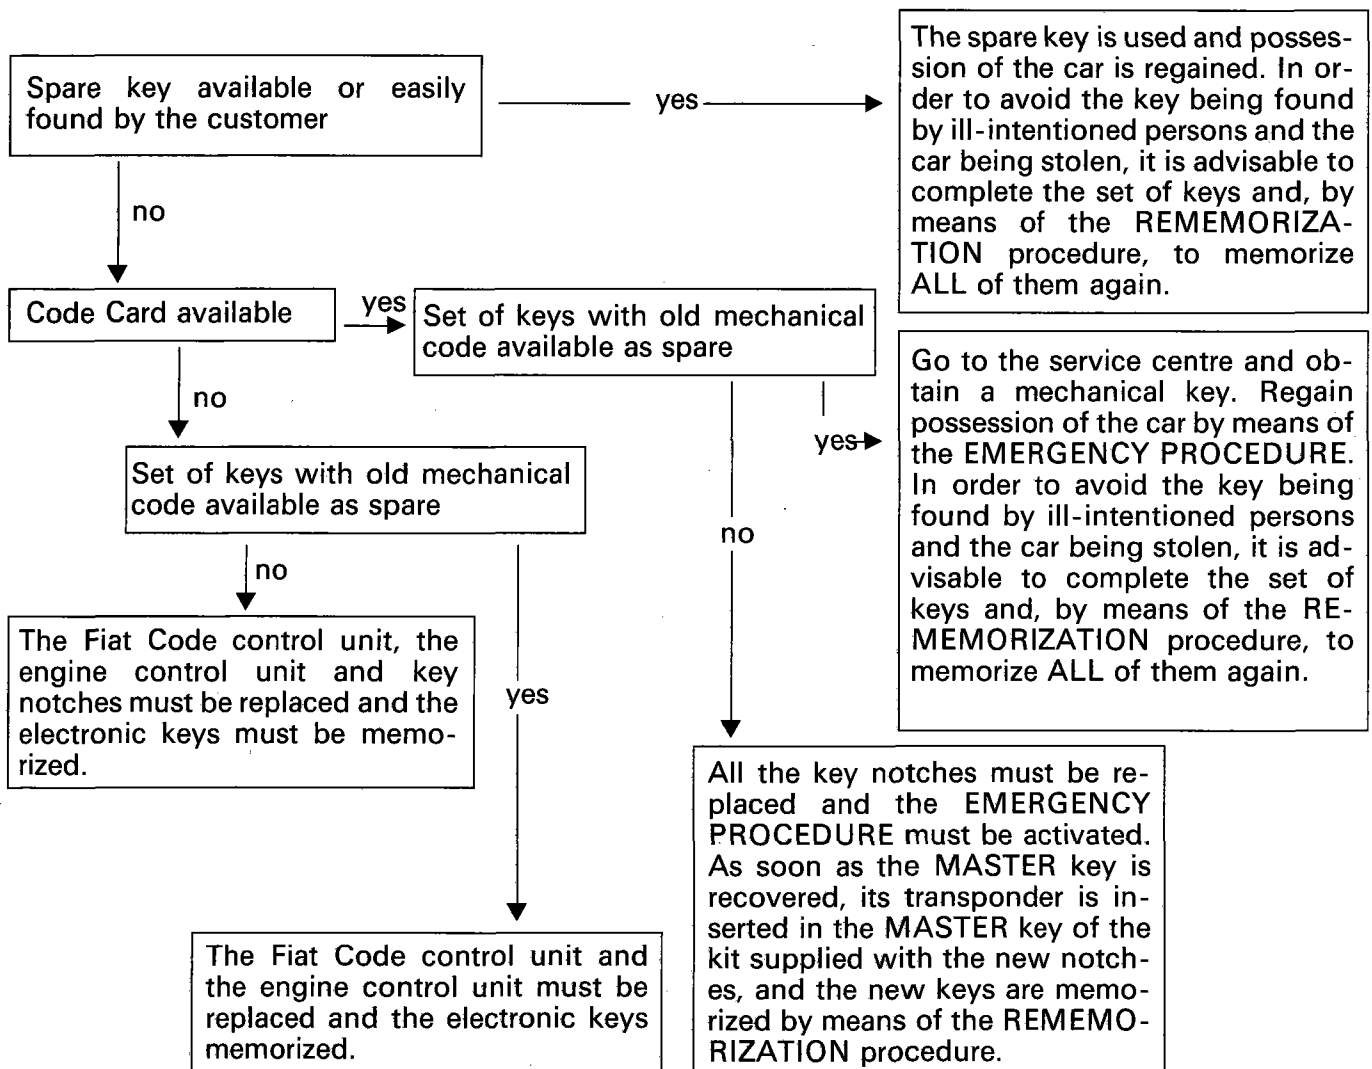 Spare key available or easily
found by the customer
yes
The spare key is used and posses-
sion of the car is regained. In or-
der to avoid the key being found
by ill-intentioned persons and the
car being stolen, it is advisable to
complete the set of keys and, by
means of the REMEMORIZA-
TION procedure, to memorize
ALL of them again.
no
Code Card available
yes
Set of keys with old mechanical
code available as spare
yes
Go to the service centre and ob-
tain a mechanical key. Regain
possession of the car by means of
the EMERGENCY PROCEDURE.
In order to avoid the key being
found by ill-intentioned persons
and the car being stolen, it is ad-
visable to complete the set of
keys and, by means of the RE-
MEMORIZATION procedure, to
memorize ALL of them again.
no
Set of keys with old mechanical
code available as spare
no
no
The Fiat Code control unit, the
engine control unit and key
notches must be replaced and the
electronic keys must be memo-
rized.
yes
The Fiat Code control unit and
the engine control unit must be
replaced and the electronic keys
memorized.
All the key notches must be re-
placed and the EMERGENCY
PROCEDURE must be activated.
As soon as the MASTER key is
recovered, its transponder is in-
serted in the MASTER key of the
kit supplied with the new notch-
es, and the new keys are memo-
rized by means of the REMEMO-
RIZATION procedure.